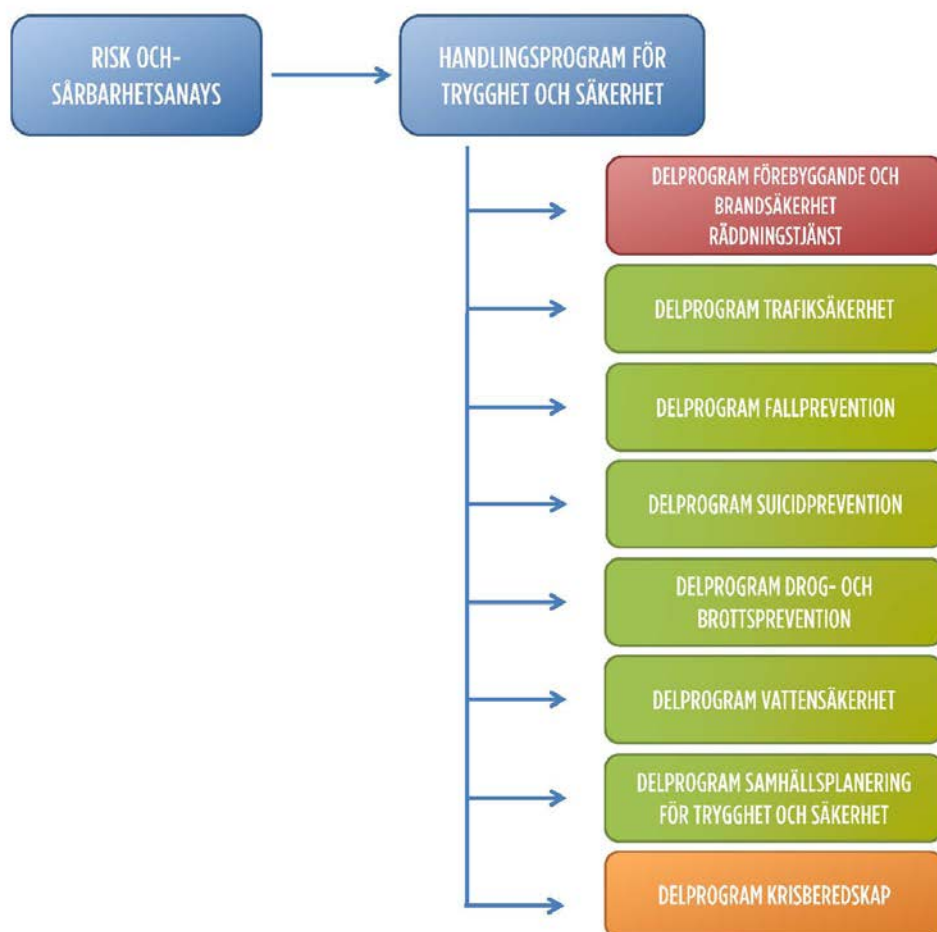 RISK OCH-
SÅRBARHETSANAYS
HANDLINGSPROGRAM FÖR
TRYGGHET OCH SÄKERHET
DELPROGRAM FÖREBYGGANDE OCH
BRANDSÄKERHET
RÄDDNINGSTJÄNST
DELPROGRAM TRAFIKSÄKERHET
DELPROGRAM FALLPREVENTION
DELPROGRAM SUICIDPREVENTION
DELPROGRAM DROG- OCH
BROTTSPREVENTION
DELPROGRAM VATTENSÄKERHET
DELPROGRAM SAMHÄLLSPLANERING
FÖR TRYGGHET OCH SÄKERHET
DELPROGRAM KRISBEREDSKAP